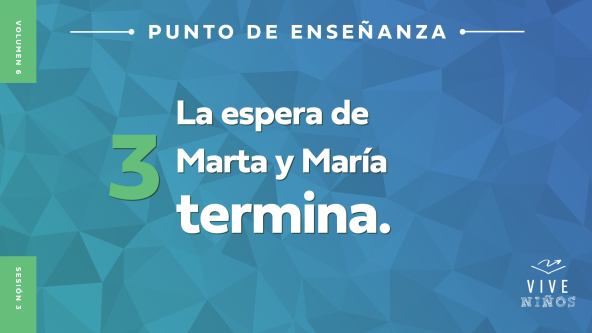 VOLUMEN 6
PUNTO DE ENSEÑANZA
3
La espera de
Marta y María
termina.
SESIÓN 3
VIVE
NIÑOS